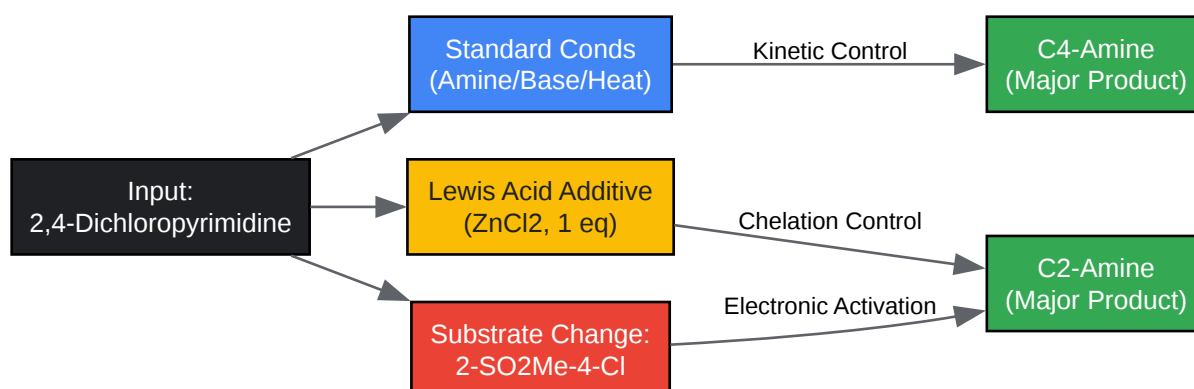 Standard Conds
(Amine/Base/Heat)
Kinetic Control
C4-Amine
(Major Product)
Input:
2,4-Dichloropyrimidine
Lewis Acid Additive
(ZnCl2, 1 eq)
Chelation Control
C2-Amine
(Major Product)
Electronic Activation
Substrate Change:
2-SO2Me-4-Cl